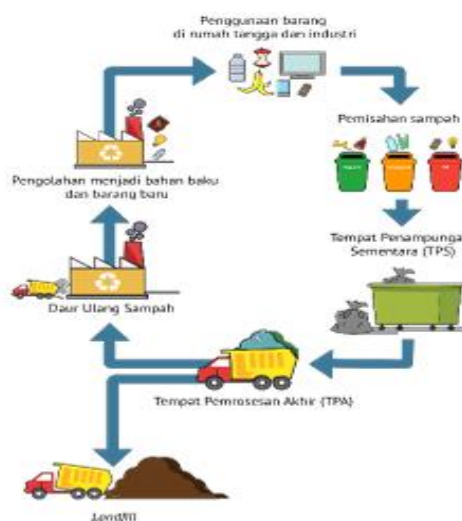 Penggunaan barang
di rumah tangga dan industri
Pemisahan sampah
Tempat Penampunga
Sementara (TPS)
Tempat Pemrosesan Akhir (TPA)
Landfill
Daur Ulang Sampah
Pengolahan menjadi bahan baku
dan barang baru